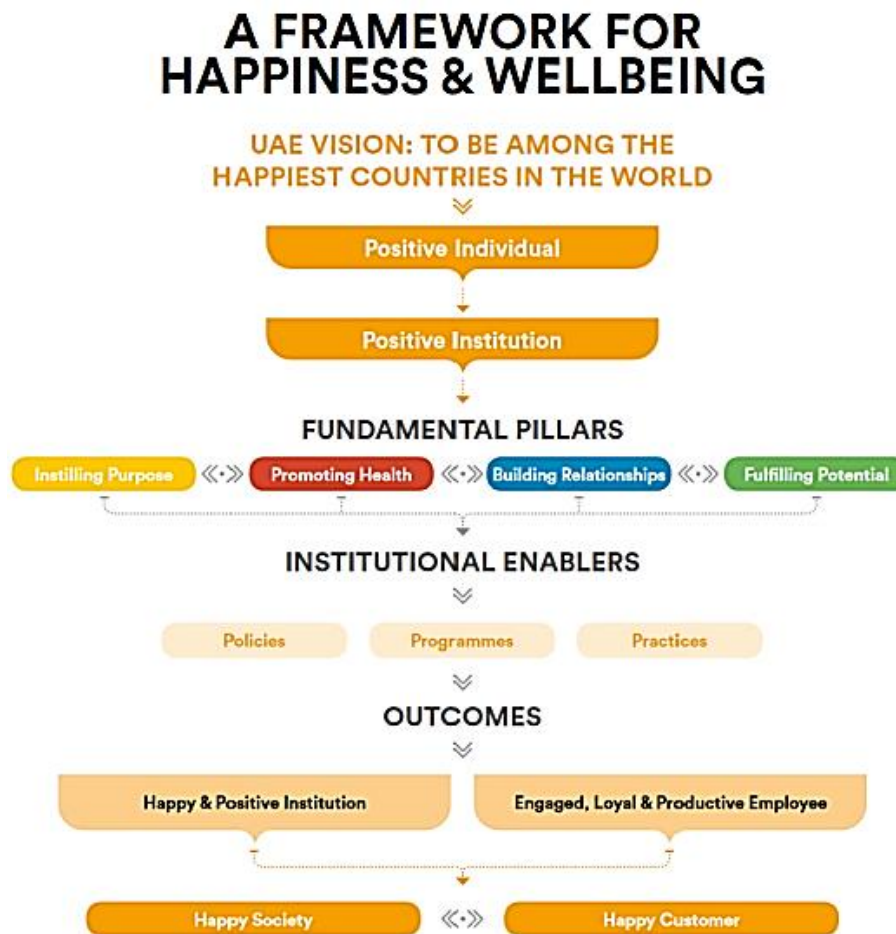 A FRAMEWORK FOR
HAPPINESS & WELLBEING
UAE VISION: TO BE AMONG THE
HAPPIEST COUNTRIES IN THE WORLD
Positive Individual
Positive Institution
FUNDAMENTAL PILLARS
Instilling Purpose
Promoting Health
Building Relationships
Fulfilling Potential
INSTITUTIONAL ENABLERS
Policies
Programmes
Practices
OUTCOMES
Happy & Positive Institution
Engaged, Loyal & Productive Employee
Happy Society
Happy Customer